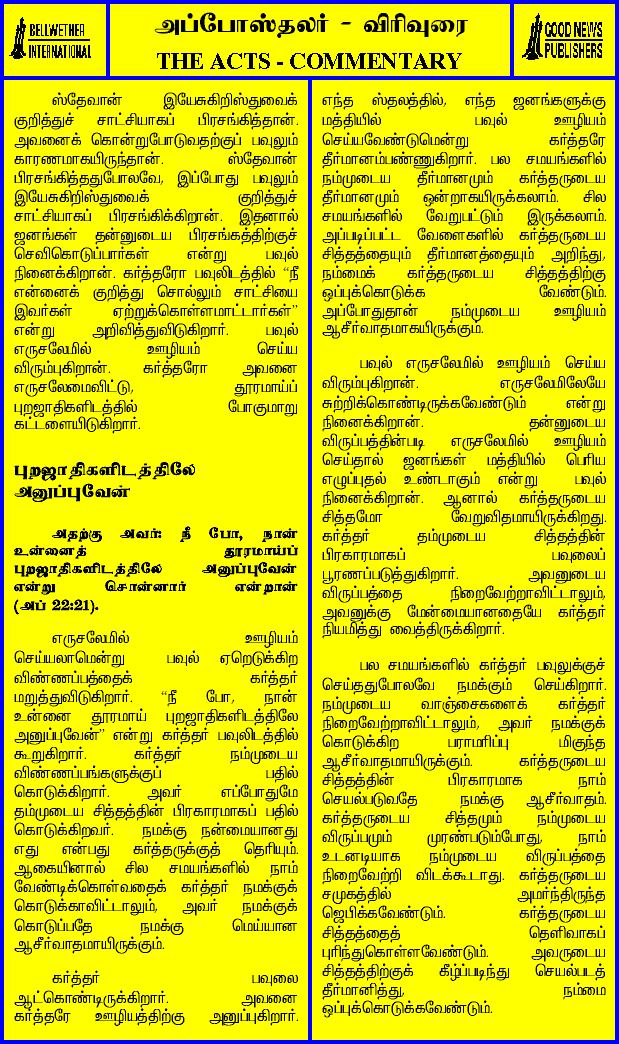 BELLWETHER
INTERNATIONAL
அப்போஸ்தலர் - விரிவுரை
THE ACTS - COMMENTARY
GOOD NEWS
PUBLISHERS
ஸ்தேவான் இயேசுகிறிஸ்துவைக்
குறித்துச் சாட்சியாகப் பிரசங்கித்தான்.
அவனைக் கொன்றுபோடுவதற்குப் பவுலும்
காரணமாகயிருந்தான். ஸ்தேவான்
பிரசங்கித்ததுபோலவே, இப்போது பவுலும்
இயேசுகிறிஸ்துவைக் குறித்துச்
சாட்சியாகப் பிரசங்கிக்கிறான். இதனால்
ஜனங்கள் தன்னுடைய பிரசங்கத்திற்குச்
செவிகொடுப்பார்கள் என்று பவுல்
நினைக்கிறான். கர்த்தரோ பவுலிடத்தில் “நீ
என்னைக் குறித்து சொல்லும் சாட்சியை
இவர்கள் ஏற்றுக்கொள்ளமாட்டார்கள்”
என்று அறிவித்துவிடுகிறார். பவுல்
எருசலேமில் ஊழியம் செய்ய
விரும்புகிறான். கர்த்தரோ அவனை
எருசலேமைவிட்டு, தூரமாய்ப்
புறஜாதிகளிடத்தில் போகுமாறு
கட்டளையிடுகிறார்.
புறஜாதிகளிடத்திலே
அனுப்புவேன்
அதற்கு அவர்: நீ போ, நான்
உன்னைத் தூரமாய்ப்
புறஜாதிகளிடத்திலே அனுப்புவேன்
என்று சொன்னார் என்றான்
(அப் 22:21).
எருசலேமில் ஊழியம்
செய்யலாமென்று பவுல் ஏறெடுக்கிற
விண்ணப்பத்தைக் கர்த்தர்
மறுத்துவிடுகிறார். “நீ போ, நான்
உன்னை தூரமாய் புறஜாதிகளிடத்திலே
அனுப்புவேன்” என்று கர்த்தர் பவுலிடத்தில்
கூறுகிறார். கர்த்தர் நம்முடைய
விண்ணப்பங்களுக்குப் பதில்
கொடுக்கிறார். அவர் எப்போதுமே
தம்முடைய சித்தத்தின் பிரகாரமாகப் பதில்
கொடுக்கிறவர். நமக்கு நன்மையானது
எது என்பது கர்த்தருக்குத் தெரியும்.
ஆகையினால் சில சமயங்களில் நாம்
வேண்டிக்கொள்வதைக் கர்த்தர் நமக்குக்
கொடுக்காவிட்டாலும், அவர் நமக்குக்
கொடுப்பதே நமக்கு மெய்யான
ஆசீர்வாதமாயிருக்கும்.
கர்த்தர் பவுலை
ஆட்கொண்டிருக்கிறார். அவனை
கர்த்தரே ஊழியத்திற்கு அனுப்புகிறார்.
எந்த ஸ்தலத்தில், எந்த ஜனங்களுக்கு
மத்தியில் பவுல் ஊழியம்
செய்யவேண்டுமென்று கர்த்தரே
தீர்மானம்பண்ணுகிறார். பல சமயங்களில்
நம்முடைய தீர்மானமும் கர்த்தருடைய
தீர்மானமும் ஒன்றாகயிருக்கலாம். சில
சமயங்களில் வேறுபட்டும் இருக்கலாம்.
அப்படிப்பட்ட வேளைகளில் கர்த்தருடைய
சித்தத்தையும் தீர்மானத்தையும் அறிந்து,
நம்மைக் கர்த்தருடைய சித்தத்திற்கு
ஒப்புக்கொடுக்க வேண்டும்.
அப்போதுதான் நம்முடைய ஊழியம்
ஆசீர்வாதமாகயிருக்கும்.
பவுல் எருசலேமில் ஊழியம் செய்ய
விரும்புகிறான். எருசலேமிலேயே
சுற்றிக்கொண்டிருக்கவேண்டும் என்று
நினைக்கிறான். தன்னுடைய
விருப்பத்தின்படி எருசலேமில் ஊழியம்
செய்தால் ஜனங்கள் மத்தியில் பெரிய
எழுப்புதல் உண்டாகும் என்று பவுல்
நினைக்கிறான். ஆனால் கர்த்தருடைய
சித்தமோ வேறுவிதமாயிருக்கிறது.
கர்த்தர் தம்முடைய சித்தத்தின்
பிரகாரமாகப் பவுலைப்
பூரணப்படுத்துகிறார். அவனுடைய
விருப்பத்தை நிறைவேற்றாவிட்டாலும்,
அவனுக்கு மேன்மையானதையே கர்த்தர்
நியமித்து வைத்திருக்கிறார்.
பல சமயங்களில் கர்த்தர் பவுலுக்குச்
செய்ததுபோலவே நமக்கும் செய்கிறார்.
நம்முடைய வாஞ்சைகளைக் கர்த்தர்
நிறைவேற்றாவிட்டாலும், அவர் நமக்குக்
கொடுக்கிற பராமரிப்பு மிகுந்த
ஆசீர்வாதமாயிருக்கும். கர்த்தருடைய
சித்தத்தின் பிரகாரமாக நாம்
செயல்படுவதே நமக்கு ஆசீர்வாதம்.
கர்த்தருடைய சித்தமும் நம்முடைய
விருப்பமும் முரண்படும்போது, நாம்
உடனடியாக நம்முடைய விருப்பத்தை
நிறைவேற்றி விடக்கூடாது. கர்த்தருடைய
சமுகத்தில் அமர்ந்திருந்து
ஜெபிக்கவேண்டும். கர்த்தருடைய
சித்தத்தைத் தெளிவாகப்
புரிந்துகொள்ளவேண்டும். அவருடைய
சித்தத்திற்குக் கீழ்ப்படிந்து செயல்படத்
தீர்மானித்து, நம்மை
ஒப்புக்கொடுக்கவேண்டும்.